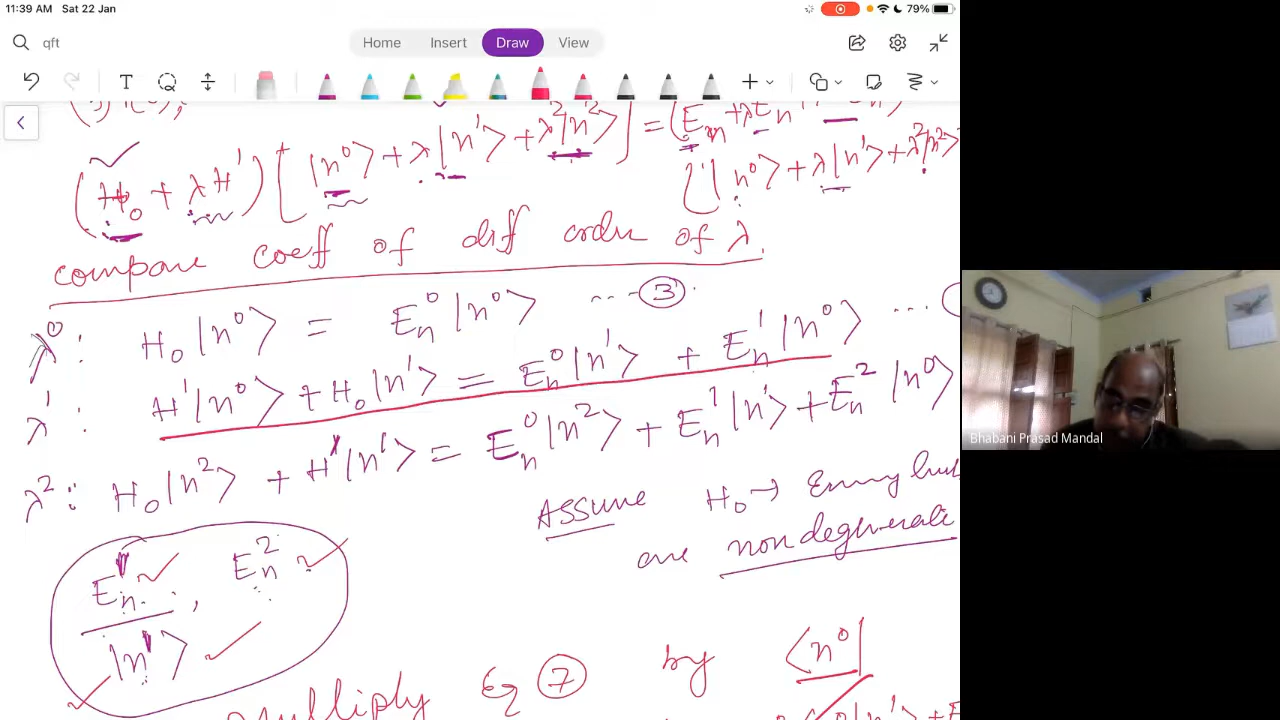 11:39 AM Sat 22 Jan 79%
qft Home Insert Draw View
T
(H₀ + λH') [ |n⁰⟩ + λ|n¹⟩ + λ²|n²⟩ ] = (Eₙ + λEₙ
( |n⁰⟩ + λ|n¹⟩ + λ²|n²⟩
compare coeff of diff order of λ.
λ⁰ : H₀|n⁰⟩ = Eₙ⁰|n⁰⟩ ---- ③
λ¹ : H'|n⁰⟩ + H₀|n¹⟩ = Eₙ⁰|n¹⟩ + Eₙ¹|n⁰⟩ ...
λ² : H₀|n²⟩ + H'|n¹⟩ = Eₙ⁰|n²⟩ + Eₙ¹|n¹⟩ + Eₙ²|n⁰⟩
Assume H₀ →
are nondegenerate
Eₙ¹ , Eₙ²
|n¹⟩
Multiply Eq ⑦ by ⟨n⁰|
Bhabani Prasad Mandal